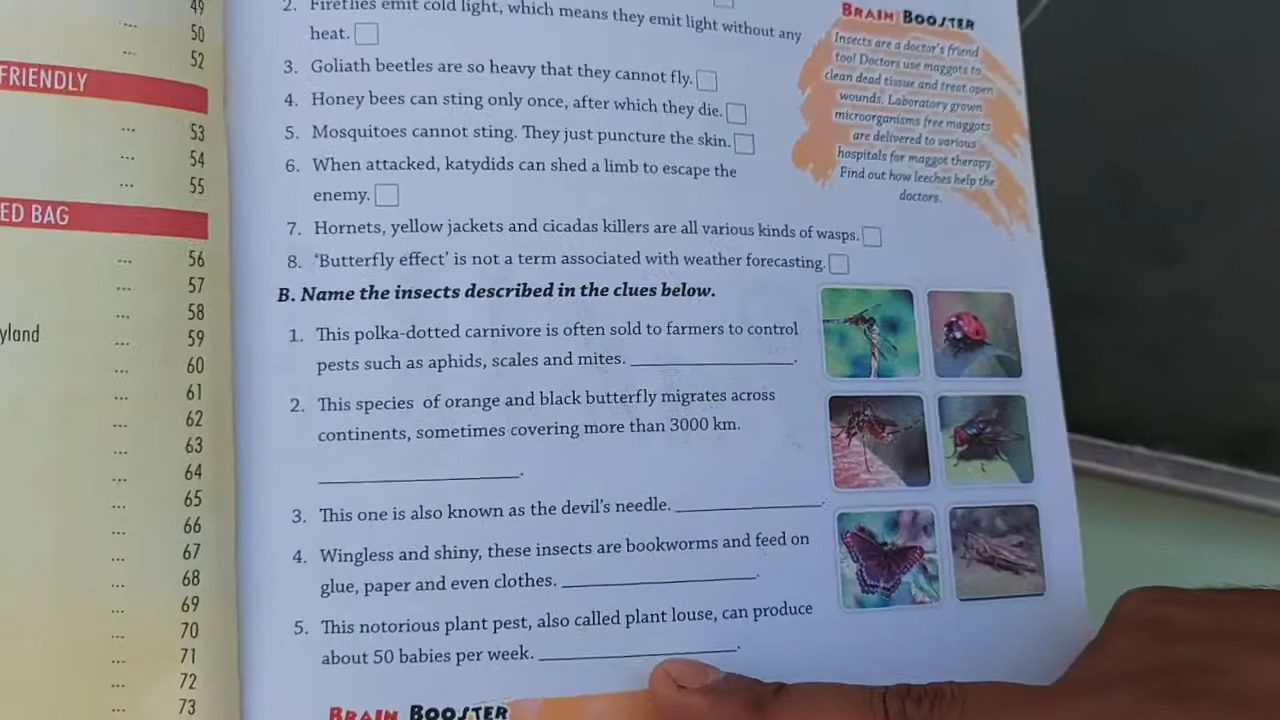 49
... 50
... 52
FRIENDLY
... 53
... 54
... 55
ED BAG
... 56
... 57
... 58
yland ... 59
... 60
... 61
... 62
... 63
... 64
... 65
... 66
... 67
... 68
... 69
... 70
... 71
... 72
... 73
2. Fireflies emit cold light, which means they emit light without any
heat.
3. Goliath beetles are so heavy that they cannot fly.
4. Honey bees can sting only once, after which they die.
5. Mosquitoes cannot sting. They just puncture the skin.
6. When attacked, katydids can shed a limb to escape the
enemy.
7. Hornets, yellow jackets and cicadas killers are all various kinds of wasps.
8. ‘Butterfly effect’ is not a term associated with weather forecasting.
BRAIN BOOSTER
Insects are a doctor's friend
too! Doctors use maggots to
clean dead tissue and treat open
wounds. Laboratory grown
microorganisms free maggots
are delivered to various
hospitals for maggot therapy.
Find out how leeches help the
doctors.
B. Name the insects described in the clues below.
1. This polka-dotted carnivore is often sold to farmers to control
pests such as aphids, scales and mites. ____________.
2. This species of orange and black butterfly migrates across
continents, sometimes covering more than 3000 km.
____________.
3. This one is also known as the devil's needle. ____________.
4. Wingless and shiny, these insects are bookworms and feed on
glue, paper and even clothes. ____________.
5. This notorious plant pest, also called plant louse, can produce
about 50 babies per week. ____________.
BRAIN BOOSTER